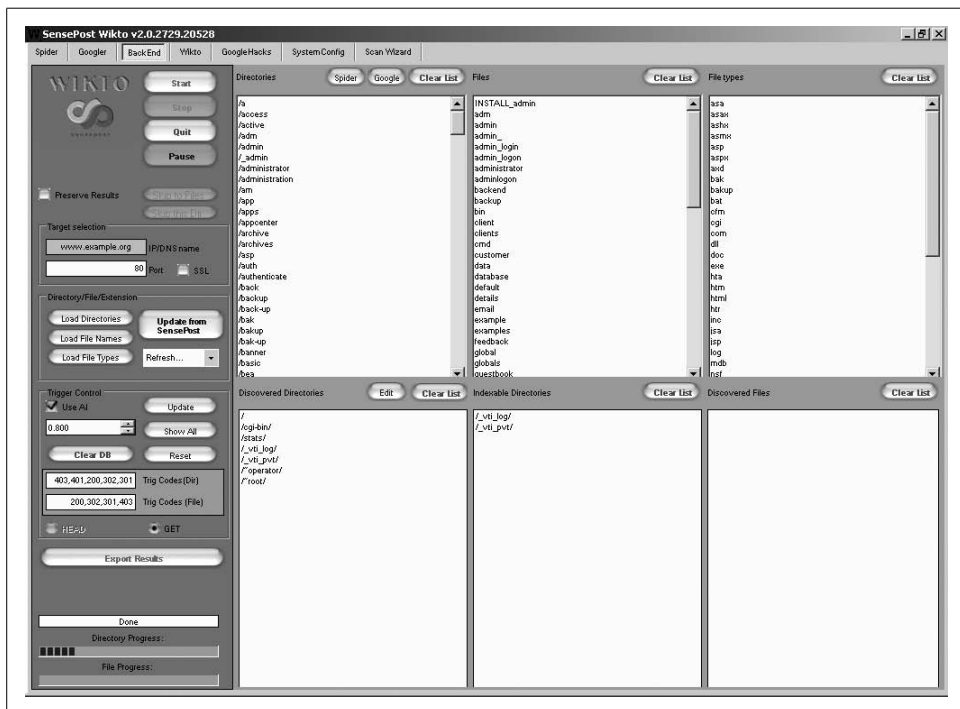 SensePost Wikto v2.0.2729.20528
Spider Googler BackEnd Wikto GoogleHacks SystemConfig Scan Wizard
WIKTO
Start
Stop
Quit
Pause
Preserve Results
Skip to Files
Skip this Dir
Target selection
www.example.org IP/DNS name
80 Port SSL
Directory/File/Extension
Load Directories
Update from SensePost
Load File Names
Load File Types
Refresh...
Trigger Control
Use AI
Update
0.800
Show All
Clear DB
Reset
403,401,200,302,301 Trig Codes(Dir)
200,302,301,403 Trig Codes (File)
HEAD GET
Export Results
Done
Directory Progress:
File Progress:
Directories Spider Google Clear List
/a
/access
/active
/adm
/admin
/_admin
/administrator
/administration
/am
/app
/apps
/appcenter
/archive
/archives
/asp
/auth
/authenticate
/back
/backup
/back-up
/bak
/bakup
/bak-up
/banner
/basic
/bea
Files Clear List
INSTALL_admin
adm
admin
admin_
admin_login
admin_logon
administrator
adminlogon
backend
backup
bin
client
clients
cmd
customer
data
database
default
details
email
example
examples
feedback
global
globals
guestbook
File types Clear List
asa
asax
ashx
asmx
asp
aspx
axd
bak
bakup
bat
cfm
cgi
com
dll
doc
exe
hta
htm
html
htr
inc
jsa
jsp
log
mdb
nsf
Discovered Directories Edit Clear List
/
/cgi-bin/
/stats/
/_vti_log/
/_vti_pvt/
/~operator/
/~root/
Indexable Directories Clear List
/_vti_log/
/_vti_pvt/
Discovered Files Clear List